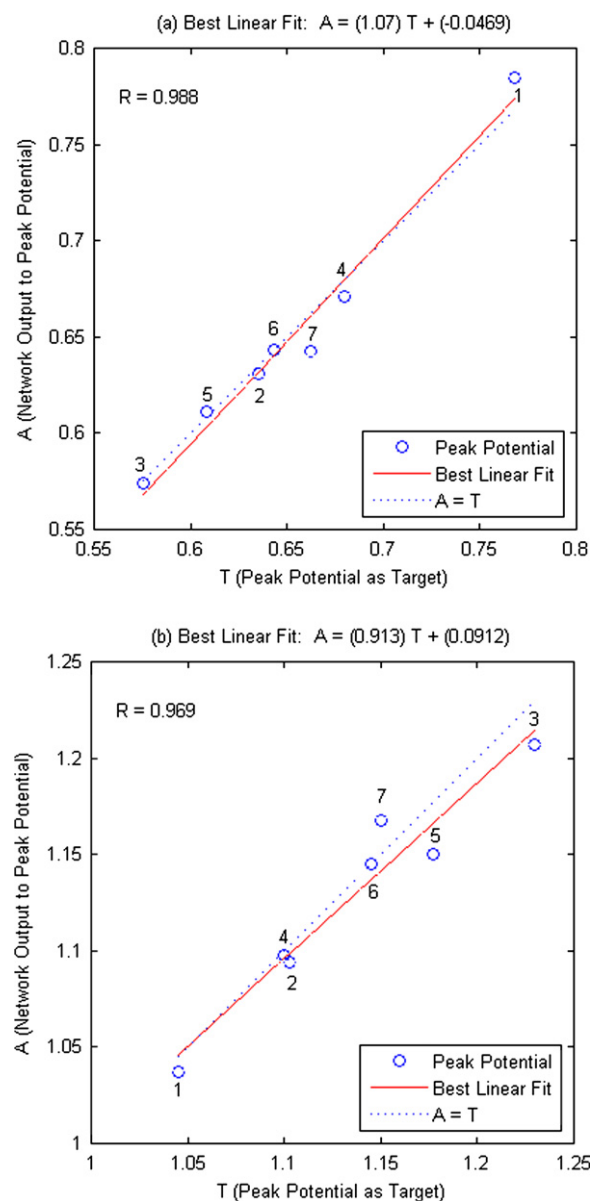 (a) Best Linear Fit:  A = (1.07) T + (-0.0469)
0.8
R = 0.988
1
0.75
A (Network Output to Peak Potential)
0.7
4
6
7
0.65
2
5
0.6
3
Peak Potential
Best Linear Fit
A = T
0.55
0.55 0.6 0.65 0.7 0.75 0.8
T (Peak Potential as Target)
(b) Best Linear Fit:  A = (0.913) T + (0.0912)
1.25
R = 0.969
3
1.2
A (Network Output to Peak Potential)
7
5
1.15
6
4
1.1
2
1.05
1
Peak Potential
Best Linear Fit
A = T
1
1 1.05 1.1 1.15 1.2 1.25
T (Peak Potential as Target)